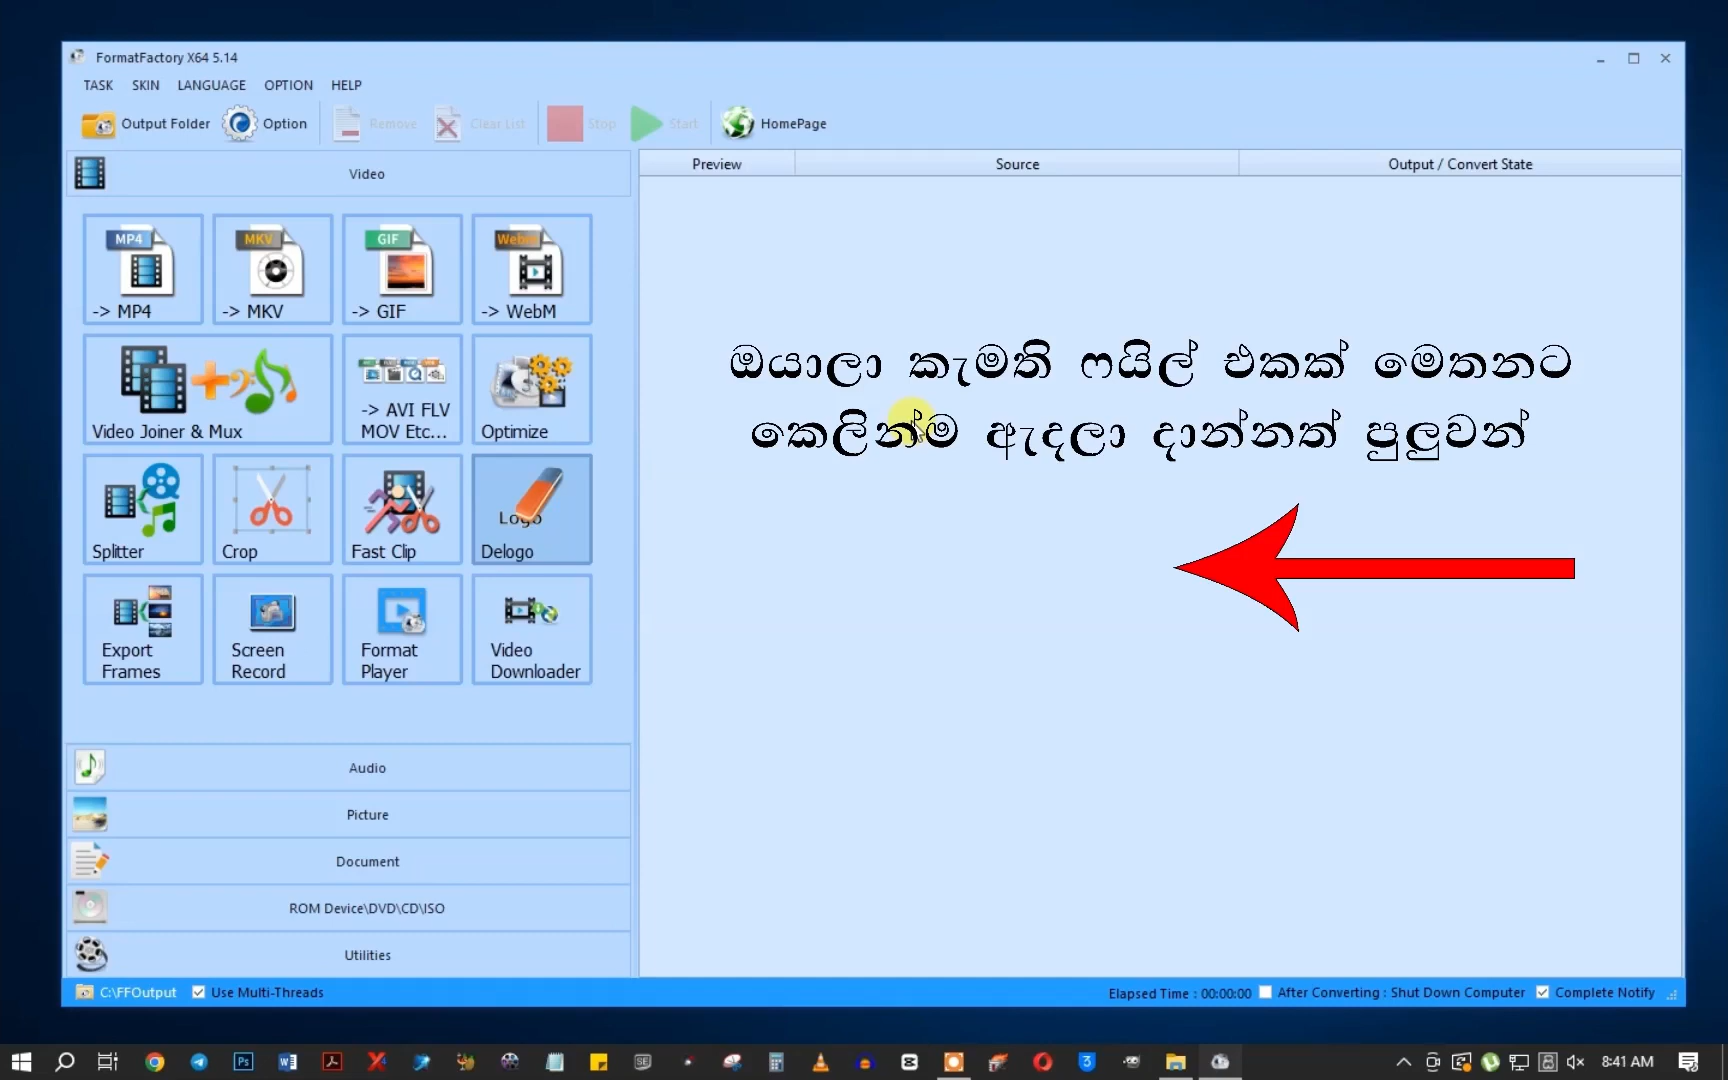 FormatFactory X64 5.14
TASK SKIN LANGUAGE OPTION HELP
Output Folder Option Remove Clear List Stop Start HomePage
Video
Preview Source Output / Convert State
MP4 MKV GIF WebM
-> MP4 -> MKV -> GIF -> WebM
Video Joiner & Mux
-> AVI FLV
MOV Etc...
Optimize
Splitter Crop Fast Clip
Logo
Delogo
Export
Frames
Screen
Record
Format
Player
Video
Downloader
ඔයාලා කැමති ෆයිල් එකක් මෙතනට
කෙලින්ම ඇදලා දාන්නත් පුලුවන්
Audio
Picture
Document
ROM Device\DVD\CD\ISO
Utilities
C:\FFOutput Use Multi-Threads Elapsed Time : 00:00:00 After Converting : Shut Down Computer Complete Notify
8:41 AM